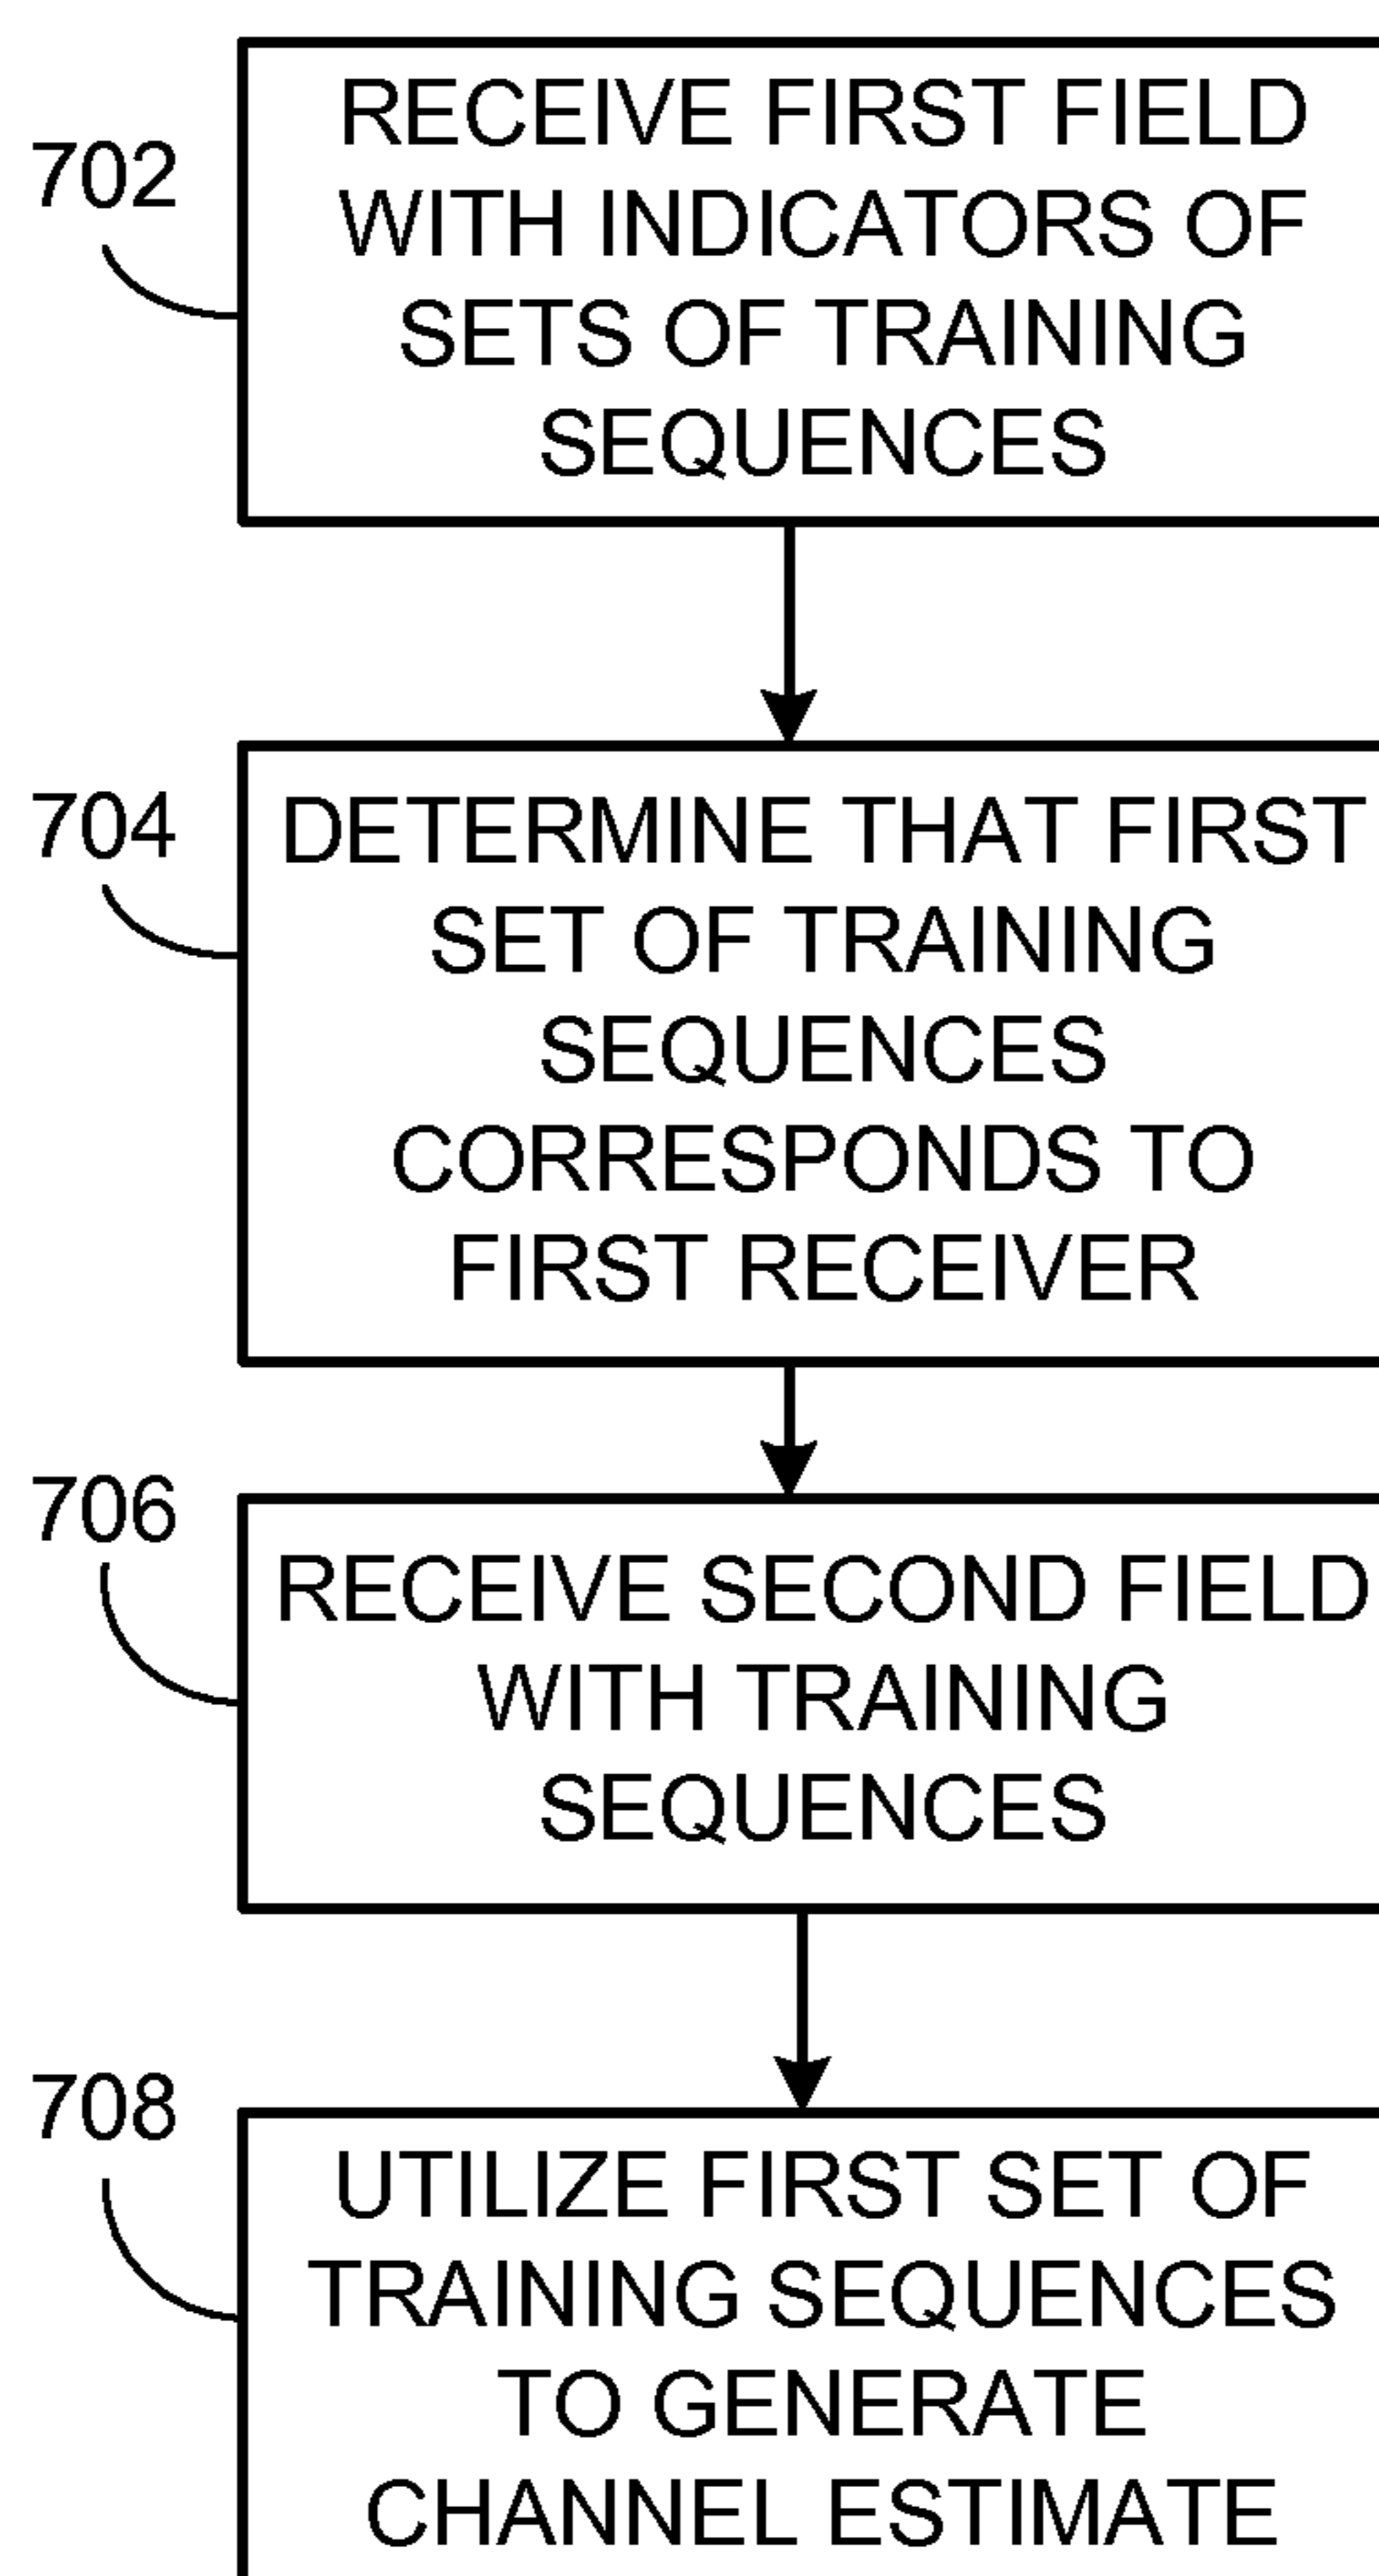 702
RECEIVE FIRST FIELD
WITH INDICATORS OF
SETS OF TRAINING
SEQUENCES
704
DETERMINE THAT FIRST
SET OF TRAINING
SEQUENCES
CORRESPONDS TO
FIRST RECEIVER
706
RECEIVE SECOND FIELD
WITH TRAINING
SEQUENCES
708
UTILIZE FIRST SET OF
TRAINING SEQUENCES
TO GENERATE
CHANNEL ESTIMATE